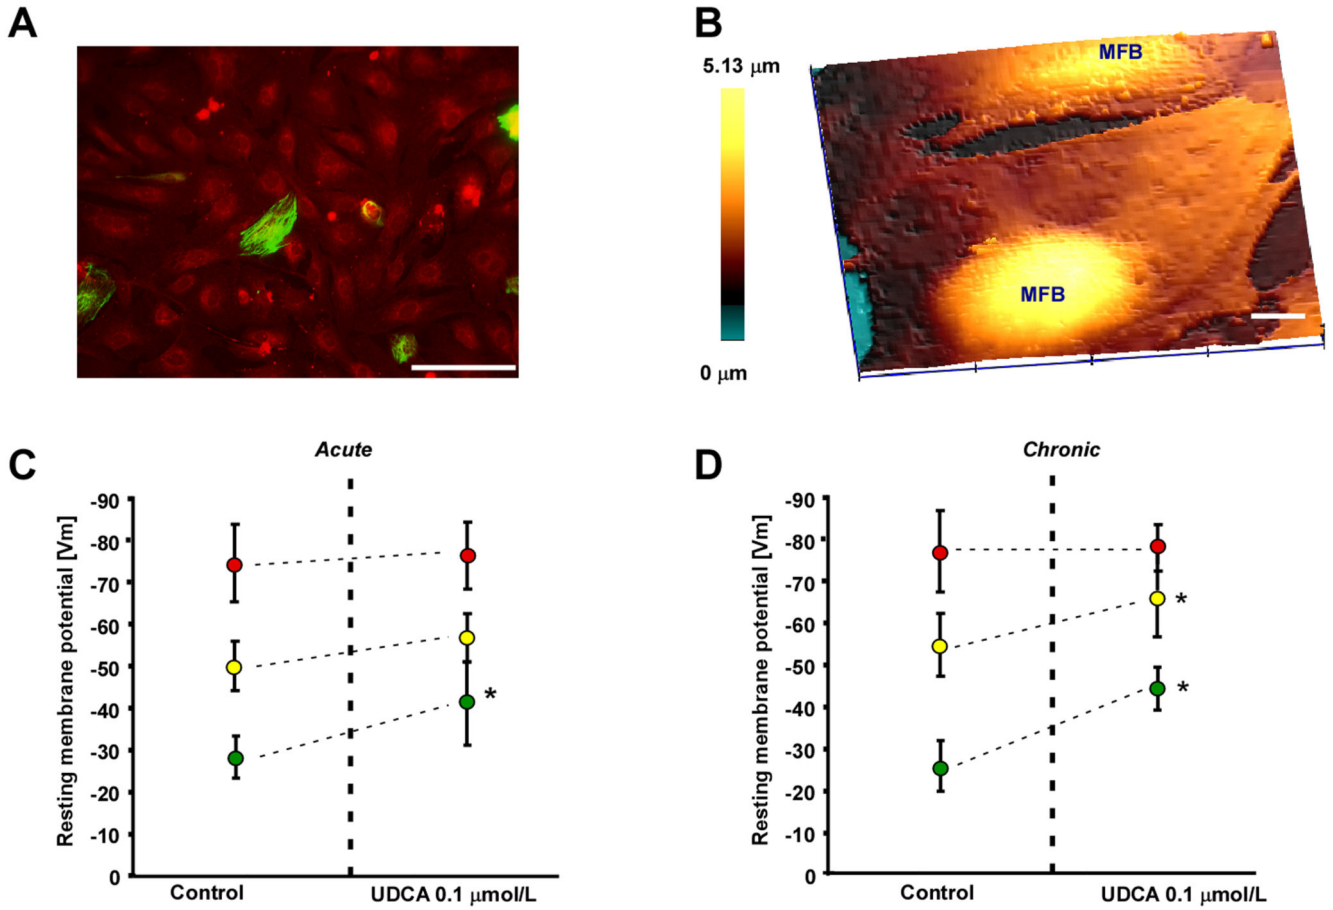 A
B
5.13 µm
MFB
MFB
0 µm
C
Acute
Resting membrane potential [Vm]
-90
-80
-70
-60
-50
-40
-30
-20
-10
0
*
Control
UDCA 0.1 µmol/L
D
Chronic
Resting membrane potential [Vm]
-90
-80
-70
-60
-50
-40
-30
-20
-10
0
*
*
Control
UDCA 0.1 µmol/L